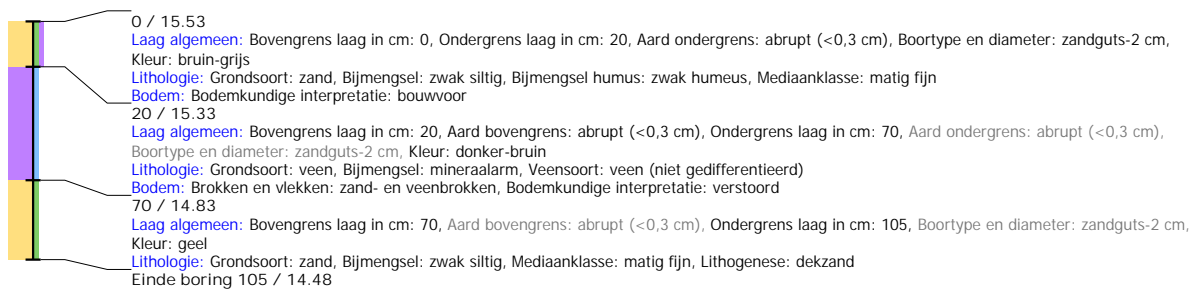 0 / 15.53
Laag algemeen: Bovengrens laag in cm: 0, Ondergrens laag in cm: 20, Aard ondergrens: abrupt (<0,3 cm), Boortype en diameter: zandguts-2 cm,
Kleur: bruin-grijs
Lithologie: Grondsoort: zand, Bijmengsel: zwak siltig, Bijmengsel humus: zwak humeus, Mediaanklasse: matig fijn
Bodem: Bodemkundige interpretatie: bouwvoor
20 / 15.33
Laag algemeen: Bovengrens laag in cm: 20, Aard bovengrens: abrupt (<0,3 cm), Ondergrens laag in cm: 70, Aard ondergrens: abrupt (<0,3 cm),
Boortype en diameter: zandguts-2 cm, Kleur: donker-bruin
Lithologie: Grondsoort: veen, Bijmengsel: mineraalarm, Veensoort: veen (niet gedifferentieerd)
Bodem: Brokken en vlekken: zand- en veenbrokken, Bodemkundige interpretatie: verstoord
70 / 14.83
Laag algemeen: Bovengrens laag in cm: 70, Aard bovengrens: abrupt (<0,3 cm), Ondergrens laag in cm: 105, Boortype en diameter: zandguts-2 cm,
Kleur: geel
Lithologie: Grondsoort: zand, Bijmengsel: zwak siltig, Mediaanklasse: matig fijn, Lithogenese: dekzand
Einde boring 105 / 14.48